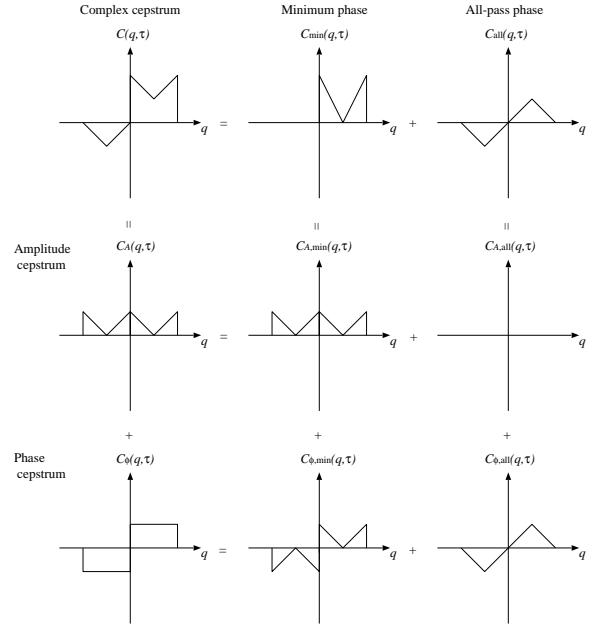 Complex cepstrum Minimum phase All-pass phase
C(q,τ) Cmin(q,τ) Call(q,τ)
q = q + q
= = =
Amplitude
cepstrum
CA(q,τ) CA,min(q,τ) CA,all(q,τ)
q = q + q
+ + +
Phase
cepstrum
Cϕ(q,τ) Cϕ,min(q,τ) Cϕ,all(q,τ)
q = q + q